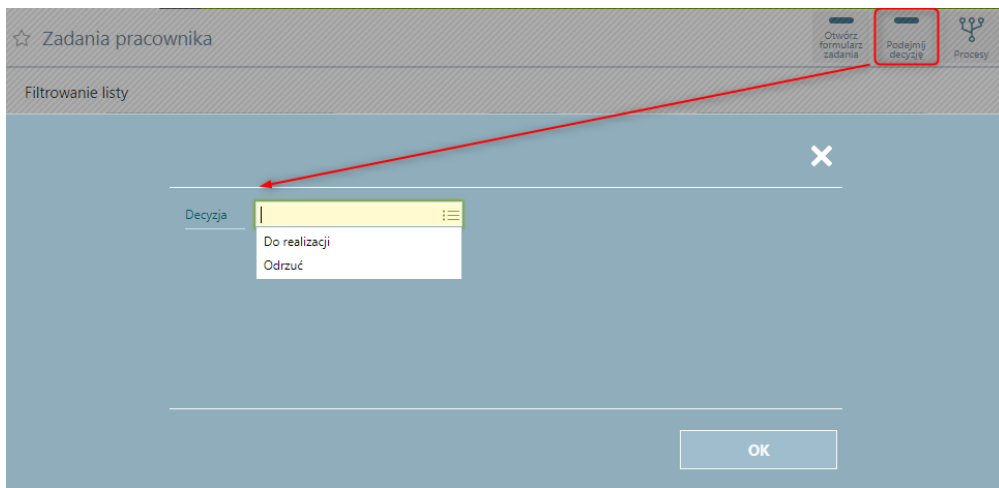 Zadania pracownika
Otwórz
formularz
zadania
Podejmij
decyzję
Procesy
Filtrowanie listy
Decyzja
Do realizacji
Odrzuć
OK